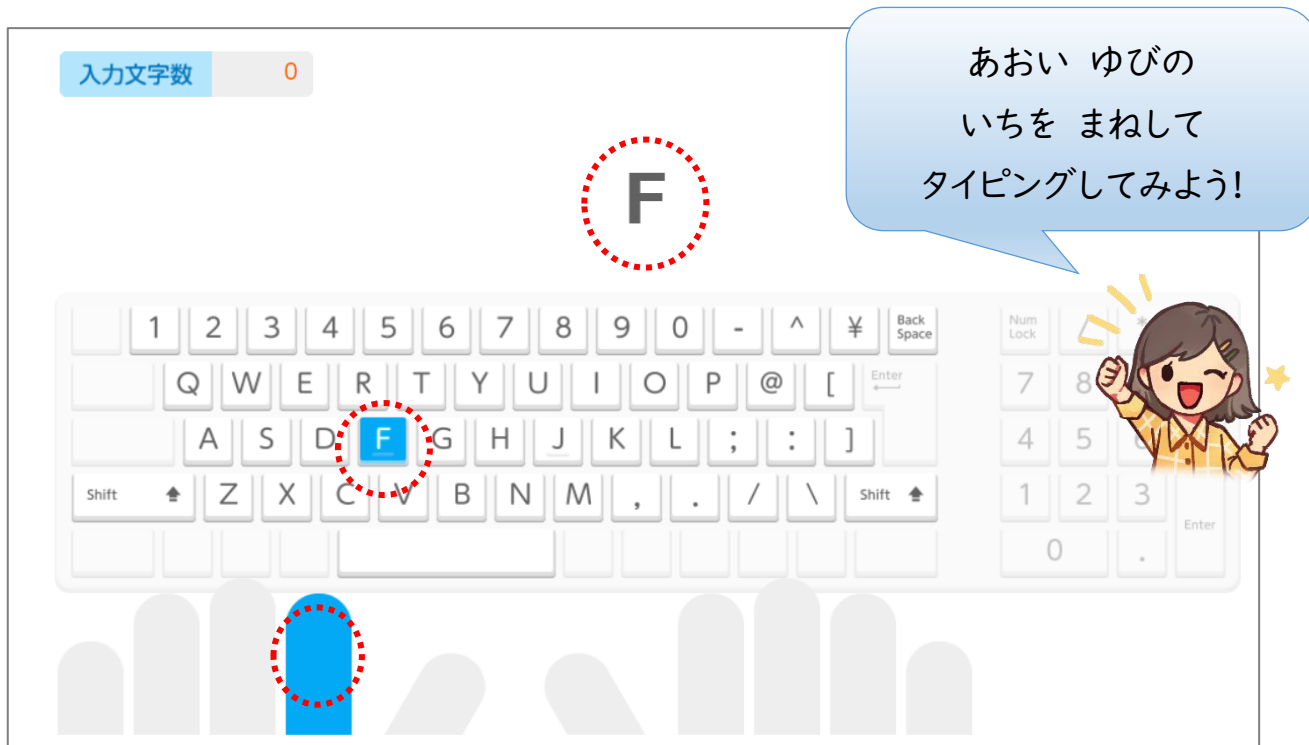 あおい ゆびの
いちを まねして
タイピングしてみよう!
入力文字数 0
F
1 2 3 4 5 6 7 8 9 0 - ^ ¥ Back Space
Num Lock / *
Q W E R T Y U I O P @ [ Enter
7 8
A S D F G H J K L ; : ]
4 5 6
Shift Z X C V B N M , . / \ Shift
1 2 3
Enter
0 .